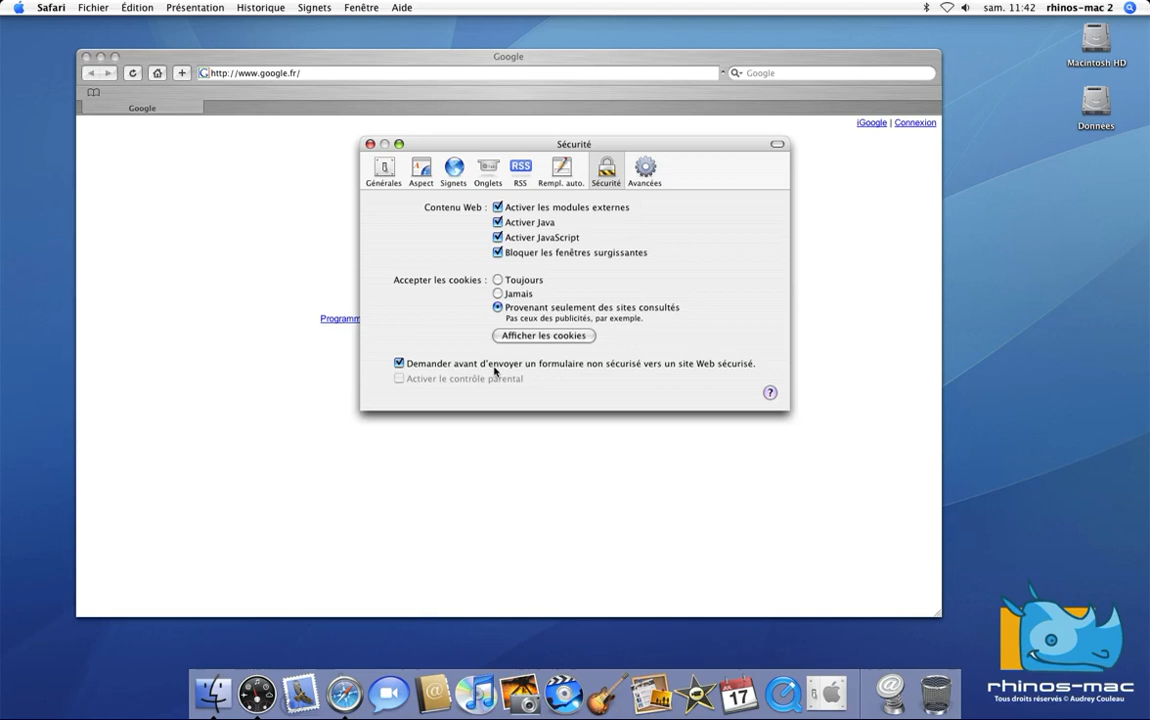 Safari Fichier Édition Présentation Historique Signets Fenêtre Aide sam. 11:42 rhinos-mac 2
Macintosh HD
Données
Google
http://www.google.fr/ Google
Google
iGoogle | Connexion
Programm
Sécurité
Générales Aspect Signets Onglets RSS Rempl. auto. Sécurité Avancées
RSS
Contenu Web : Activer les modules externes
Activer Java
Activer JavaScript
Bloquer les fenêtres surgissantes
Accepter les cookies : Toujours
Jamais
Provenant seulement des sites consultés
Pas ceux des publicités, par exemple.
Afficher les cookies
Demander avant d'envoyer un formulaire non sécurisé vers un site Web sécurisé.
Activer le contrôle parental
?
17
rhinos-mac
Tous droits réservés © Audrey Couleau